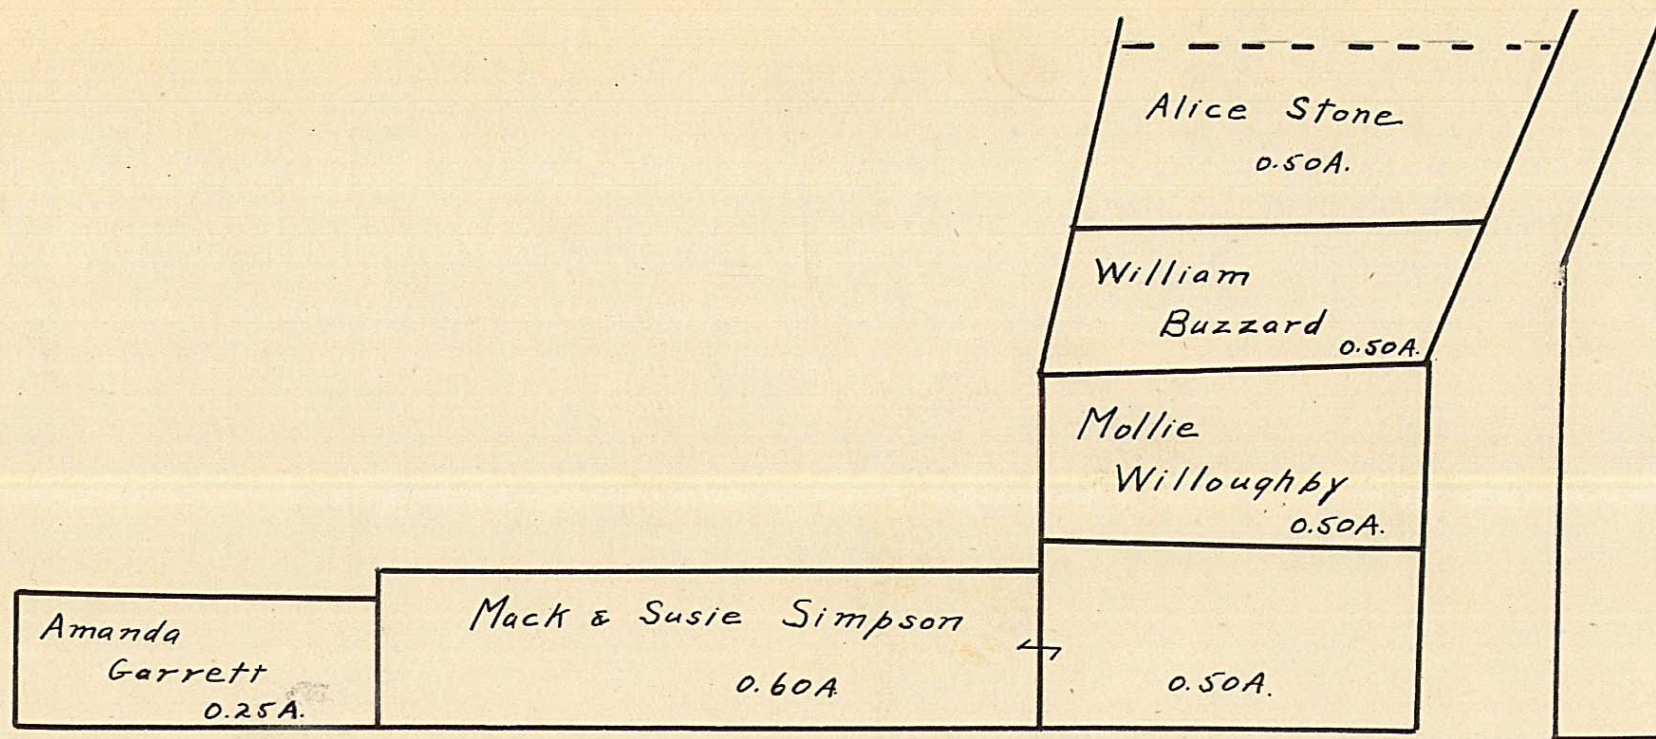 Alice Stone
0.50A.
William
Buzzard
0.50A.
Mollie
Willoughby
0.50A.
Amanda
Garrett
0.25A.
Mack & Susie Simpson
0.60A
0.50A.